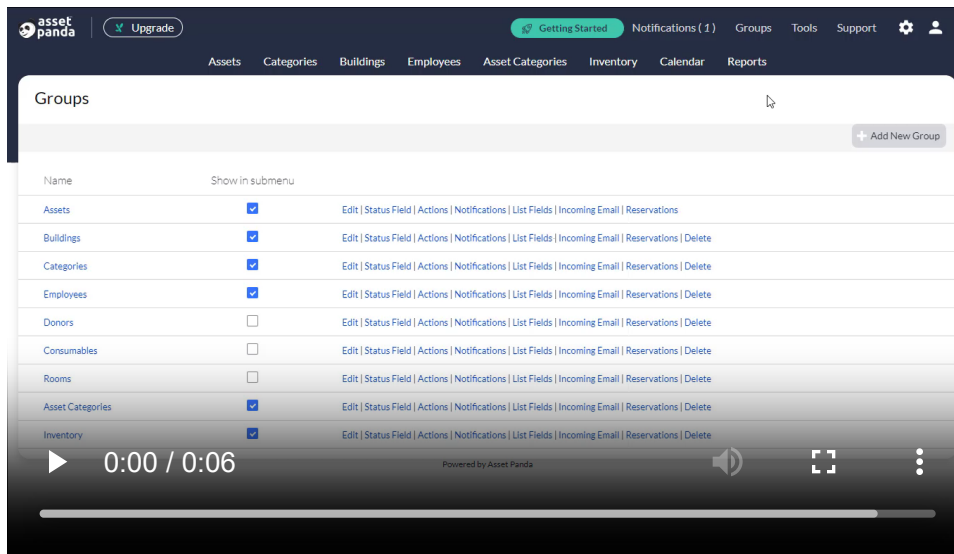 asset panda
Upgrade
Getting Started
Notifications (1)
Groups
Tools
Support
Assets
Categories
Buildings
Employees
Asset Categories
Inventory
Calendar
Reports
Groups
+ Add New Group
Name
Show in submenu
Assets
Edit | Status Field | Actions | Notifications | List Fields | Incoming Email | Reservations
Buildings
Edit | Status Field | Actions | Notifications | List Fields | Incoming Email | Reservations | Delete
Categories
Edit | Status Field | Actions | Notifications | List Fields | Incoming Email | Reservations | Delete
Employees
Edit | Status Field | Actions | Notifications | List Fields | Incoming Email | Reservations | Delete
Donors
Edit | Status Field | Actions | Notifications | List Fields | Incoming Email | Reservations | Delete
Consumables
Edit | Status Field | Actions | Notifications | List Fields | Incoming Email | Reservations | Delete
Rooms
Edit | Status Field | Actions | Notifications | List Fields | Incoming Email | Reservations | Delete
Asset Categories
Edit | Status Field | Actions | Notifications | List Fields | Incoming Email | Reservations | Delete
Inventory
Edit | Status Field | Actions | Notifications | List Fields | Incoming Email | Reservations | Delete
0:00 / 0:06
Powered by Asset Panda